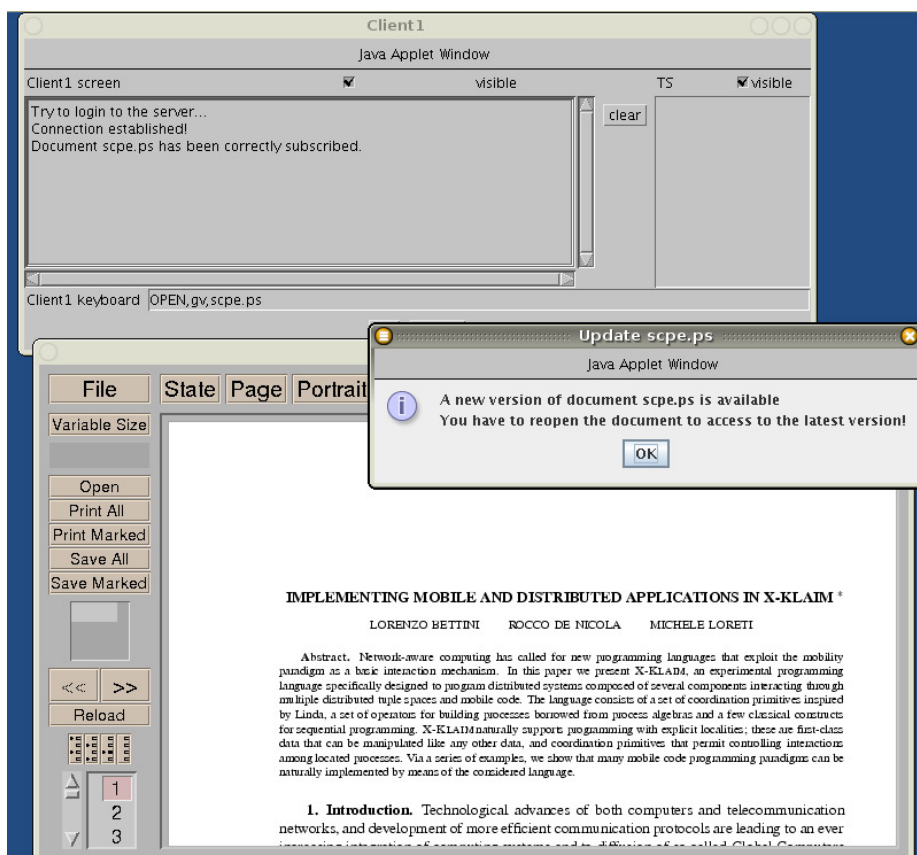 Client1
Java Applet Window
Client1 screen visible TS visible
Try to login to the server...
Connection established!
Document scpe.ps has been correctly subscribed.
clear
Client1 keyboard OPEN,gv,scpe.ps
Update scpe.ps
Java Applet Window
A new version of document scpe.ps is available
You have to reopen the document to access to the latest version!
OK
File State Page Portrait
Variable Size
Open
Print All
Print Marked
Save All
Save Marked
<< >>
Reload
1
2
3
IMPLEMENTING MOBILE AND DISTRIBUTED APPLICATIONS IN X-KLAIM *
LORENZO BETTINI ROCCO DE NICOLA MICHELE LORETI
Abstract. Network-aware computing has called for new programming languages that exploit the mobility
paradigm as a basic interaction mechanism. In this paper we present X-KLAIM, an experimental programming
language specifically designed to program distributed systems composed of several components interacting through
multiple distributed tuple spaces and mobile code. The language consists of a set of coordination primitives inspired
by Linda, a set of operators for building processes borrowed from process algebras and a few classical constructs
for sequential programming. X-KLAIM naturally supports programming with explicit localities; these are first-class
data that can be manipulated like any other data, and coordination primitives that permit controlling interactions
among located processes. Via a series of examples, we show that many mobile code programming paradigms can be
naturally implemented by means of the considered language.
1. Introduction. Technological advances of both computers and telecommunication
networks, and development of more efficient communication protocols are leading to an ever